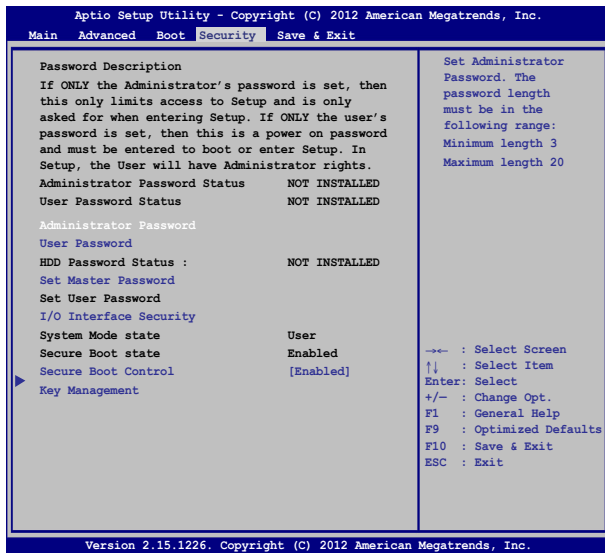 Aptio Setup Utility - Copyright (C) 2012 American Megatrends, Inc.
Main Advanced Boot Security Save & Exit
Password Description
If ONLY the Administrator's password is set, then
this only limits access to Setup and is only
asked for when entering Setup. If ONLY the user's
password is set, then this is a power on password
and must be entered to boot or enter Setup. In
Setup, the User will have Administrator rights.
Administrator Password Status NOT INSTALLED
User Password Status NOT INSTALLED
Administrator Password
User Password
HDD Password Status : NOT INSTALLED
Set Master Password
Set User Password
I/O Interface Security
System Mode state User
Secure Boot state Enabled
Secure Boot Control [Enabled]
Key Management
Set Administrator
Password. The
password length
must be in the
following range:
Minimum length 3
Maximum length 20
→← : Select Screen
↑↓ : Select Item
Enter: Select
+/— : Change Opt.
F1 : General Help
F9 : Optimized Defaults
F10 : Save & Exit
ESC : Exit
Version 2.15.1226. Copyright (C) 2012 American Megatrends, Inc.